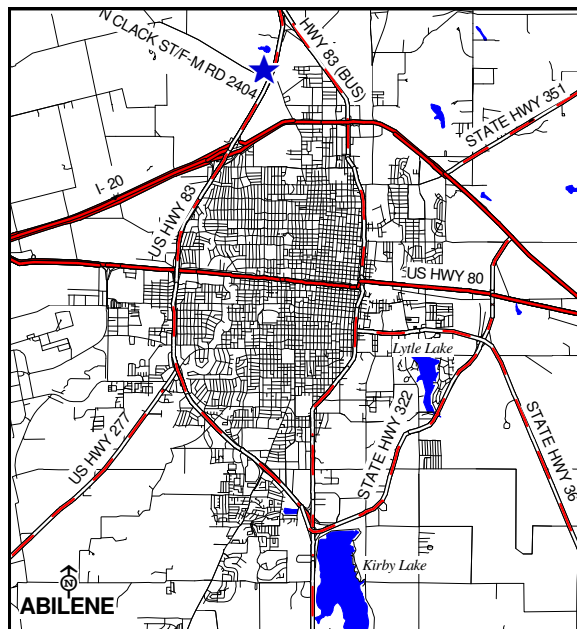 N CLACK ST/F-M RD 2404
HWY 83 (BUS)
STATE HWY 351
I- 20
US HWY 83
US HWY 80
Lytle Lake
STATE HWY 322
US HWY 277
STATE HWY 36
Kirby Lake
N
ABILENE